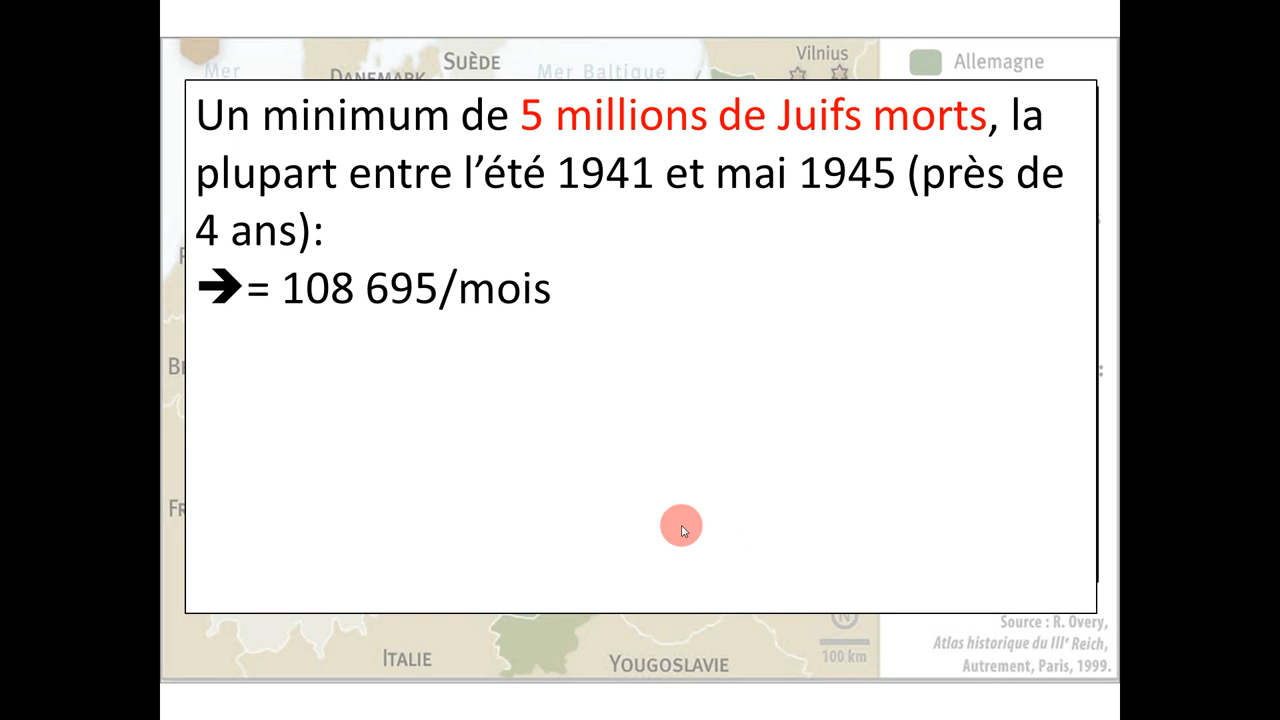 Mer
DANEMARK
SUÈDE
Mer Baltique
Vilnius
Allemagne
Un minimum de 5 millions de Juifs morts, la
plupart entre l’été 1941 et mai 1945 (près de
4 ans):
➔= 108 695/mois
ITALIE
YOUGOSLAVIE
N
100 km
Source : R. Overy,
Atlas historique du IIIe Reich,
Autrement, Paris, 1999.